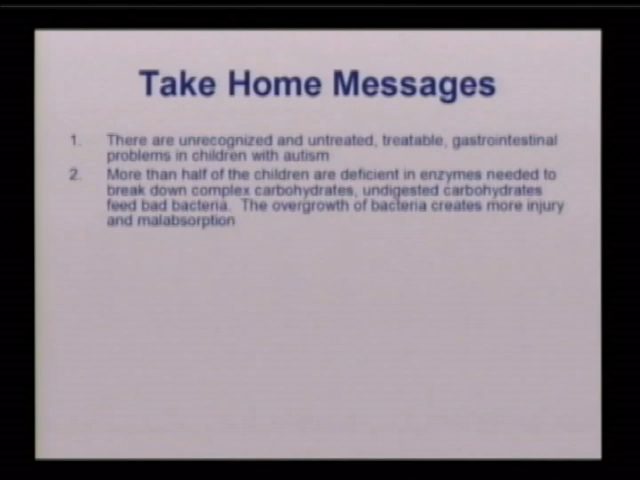 Take Home Messages
1. There are unrecognized and untreated, treatable, gastrointestinal
problems in children with autism
2. More than half of the children are deficient in enzymes needed to
break down complex carbohydrates, undigested carbohydrates
feed bad bacteria. The overgrowth of bacteria creates more injury
and malabsorption